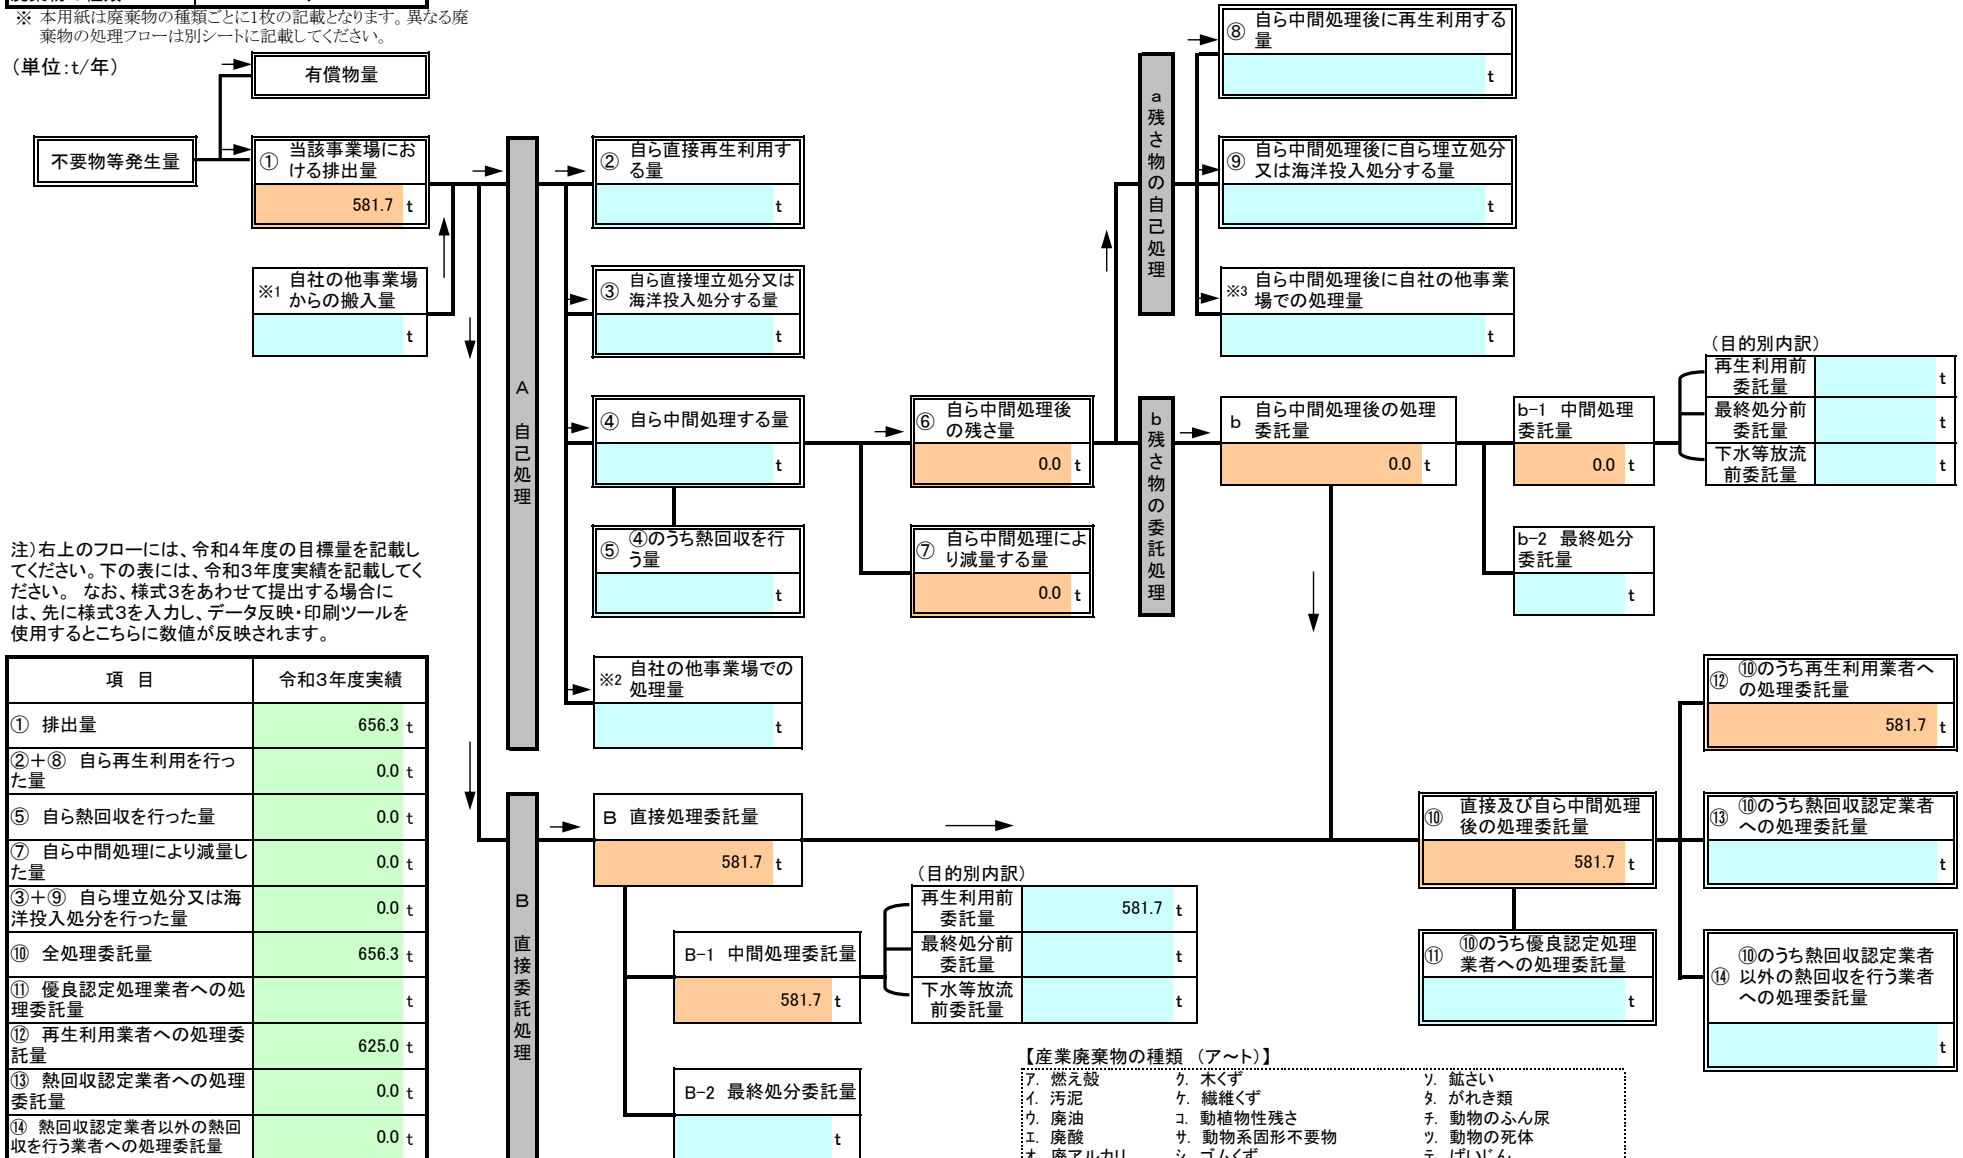 ※ 本用紙は廃棄物の種類ごとに1枚の記載となります。異なる廃
棄物の処理フローは別シートに記載してください。
（単位：t/年）
有償物量
不要物等発生量
① 当該事業場にお
ける排出量
581.7 t
※1 自社の他事業場
からの搬入量
t
A 自己処理
② 自ら直接再生利用す
る量
t
③ 自ら直接埋立処分又は
海洋投入処分する量
t
④ 自ら中間処理する量
t
⑤ ④のうち熱回収を行
う量
t
※2 自社の他事業場での
処理量
t
⑥ 自ら中間処理後
の残さ量
0.0 t
⑦ 自ら中間処理によ
り減量する量
0.0 t
a 残さ物の自己処理
⑧ 自ら中間処理後に再生利用する
量
t
⑨ 自ら中間処理後に自ら埋立処分
又は海洋投入処分する量
t
※3 自ら中間処理後に自社の他事業
場での処理量
t
b 残さ物の委託処理
b 自ら中間処理後の処理
委託量
0.0 t
b-1 中間処理
委託量
0.0 t
（目的別内訳）
再生利用前
委託量
t
最終処分前
委託量
t
下水等放流
前委託量
t
b-2 最終処分
委託量
t
注）右上のフローには、令和4年度の目標量を記載し
てください。下の表には、令和3年度実績を記載してく
ださい。 なお、様式3をあわせて提出する場合に
は、先に様式3を入力し、データ反映・印刷ツールを
使用するとこちらに数値が反映されます。
項 目 令和3年度実績
① 排出量 656.3 t
②＋⑧ 自ら再生利用を行っ
た量 0.0 t
⑤ 自ら熱回収を行った量 0.0 t
⑦ 自ら中間処理により減量し
た量 0.0 t
③＋⑨ 自ら埋立処分又は海
洋投入処分を行った量 0.0 t
⑩ 全処理委託量 656.3 t
⑪ 優良認定処理業者への処
理委託量 t
⑫ 再生利用業者への処理委
託量 625.0 t
⑬ 熱回収認定業者への処理
委託量 0.0 t
⑭ 熱回収認定業者以外の熱回
収を行う業者への処理委託量 0.0 t
B 直接委託処理
B 直接処理委託量
581.7 t
B-1 中間処理委託量
581.7 t
（目的別内訳）
再生利用前
委託量
581.7 t
最終処分前
委託量
t
下水等放流
前委託量
t
B-2 最終処分委託量
t
⑩ 直接及び自ら中間処理
後の処理委託量
581.7 t
⑪ ⑩のうち優良認定処理
業者への処理委託量
t
⑫ ⑩のうち再生利用業者へ
の処理委託量
581.7 t
⑬ ⑩のうち熱回収認定業者
への処理委託量
t
⑩のうち熱回収認定業者
⑭ 以外の熱回収を行う業者
への処理委託量
t
【産業廃棄物の種類 （ア～ト）】
ア. 燃え殻 ク. 木くず ソ. 鉱さい
イ. 汚泥 ケ. 繊維くず タ. がれき類
ウ. 廃油 コ. 動植物性残さ チ. 動物のふん尿
エ. 廃酸 サ. 動物系固形不要物 ツ. 動物の死体
オ. 廃アルカリ シ. ゴムくず テ. ばいじん